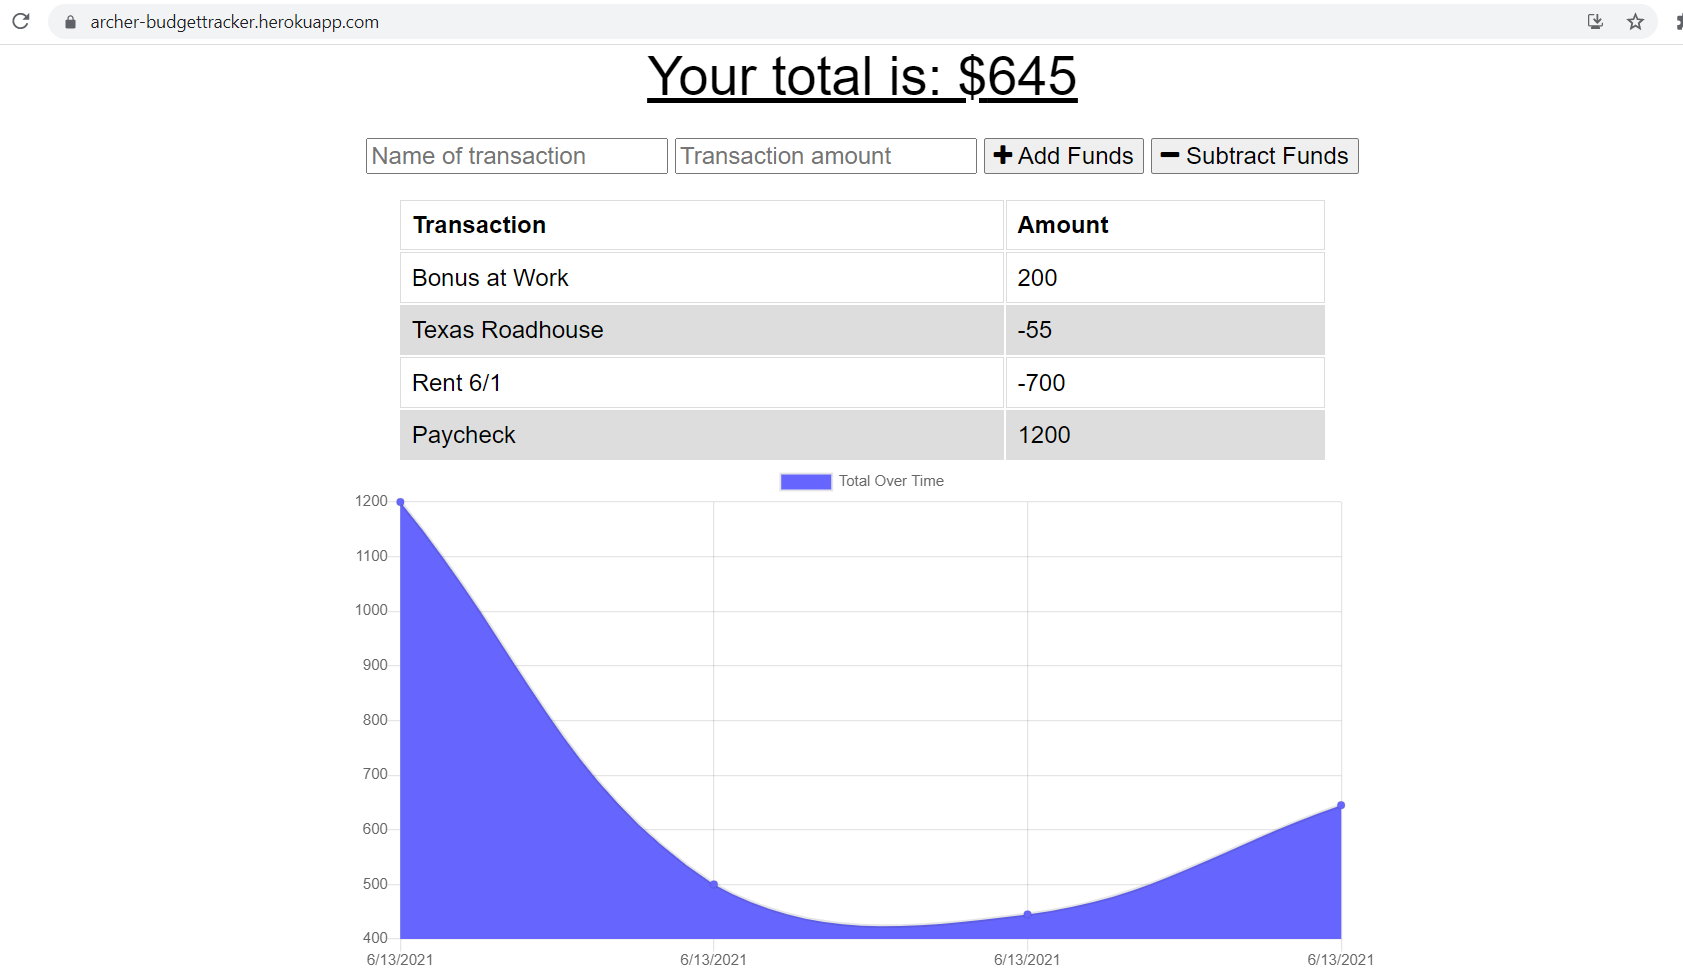 archer-budgettracker.herokuapp.com
Your total is: $645
Name of transaction Transaction amount Add Funds Subtract Funds
Transaction Amount
Bonus at Work 200
Texas Roadhouse -55
Rent 6/1 -700
Paycheck 1200
Total Over Time
1200
1100
1000
900
800
700
600
500
400
6/13/2021 6/13/2021 6/13/2021 6/13/2021